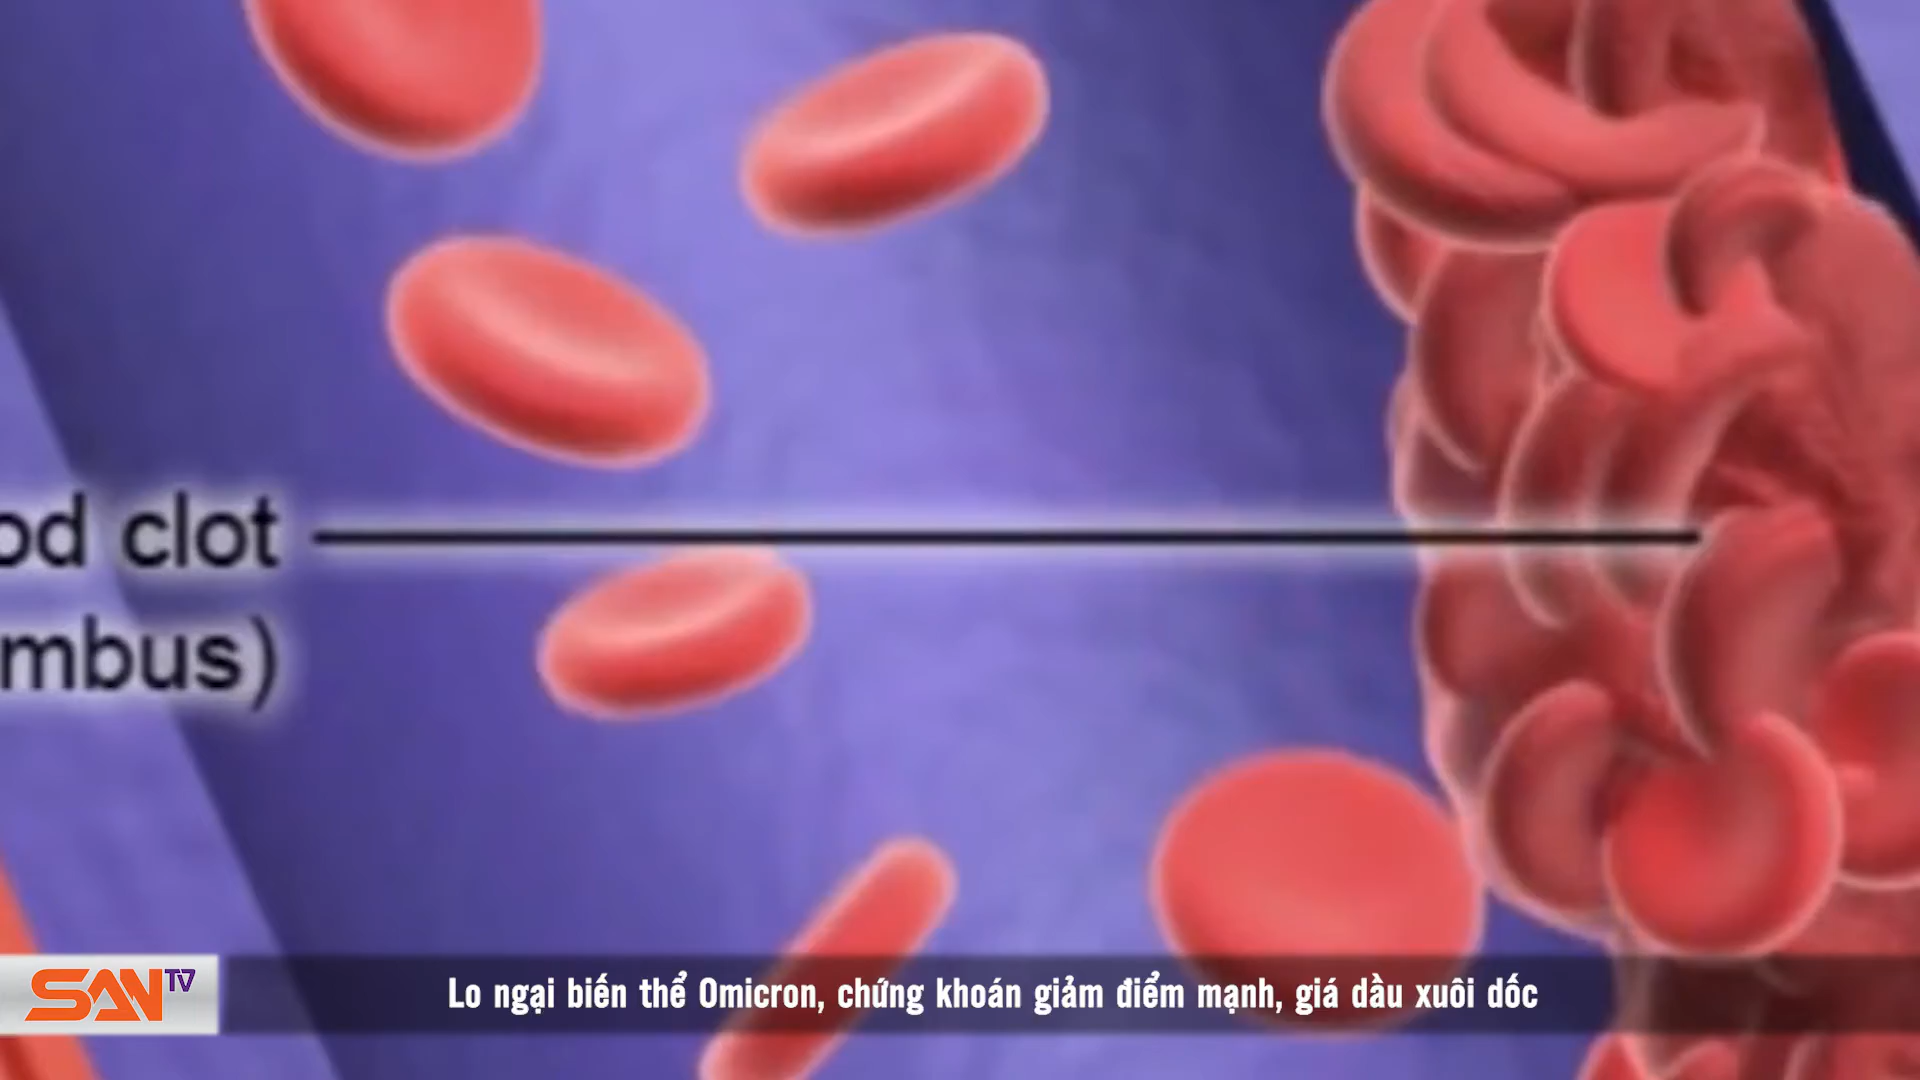 od clot
mbus)
SAN TV
Lo ngại biến thể Omicron, chứng khoán giảm điểm mạnh, giá dầu xuôi dốc